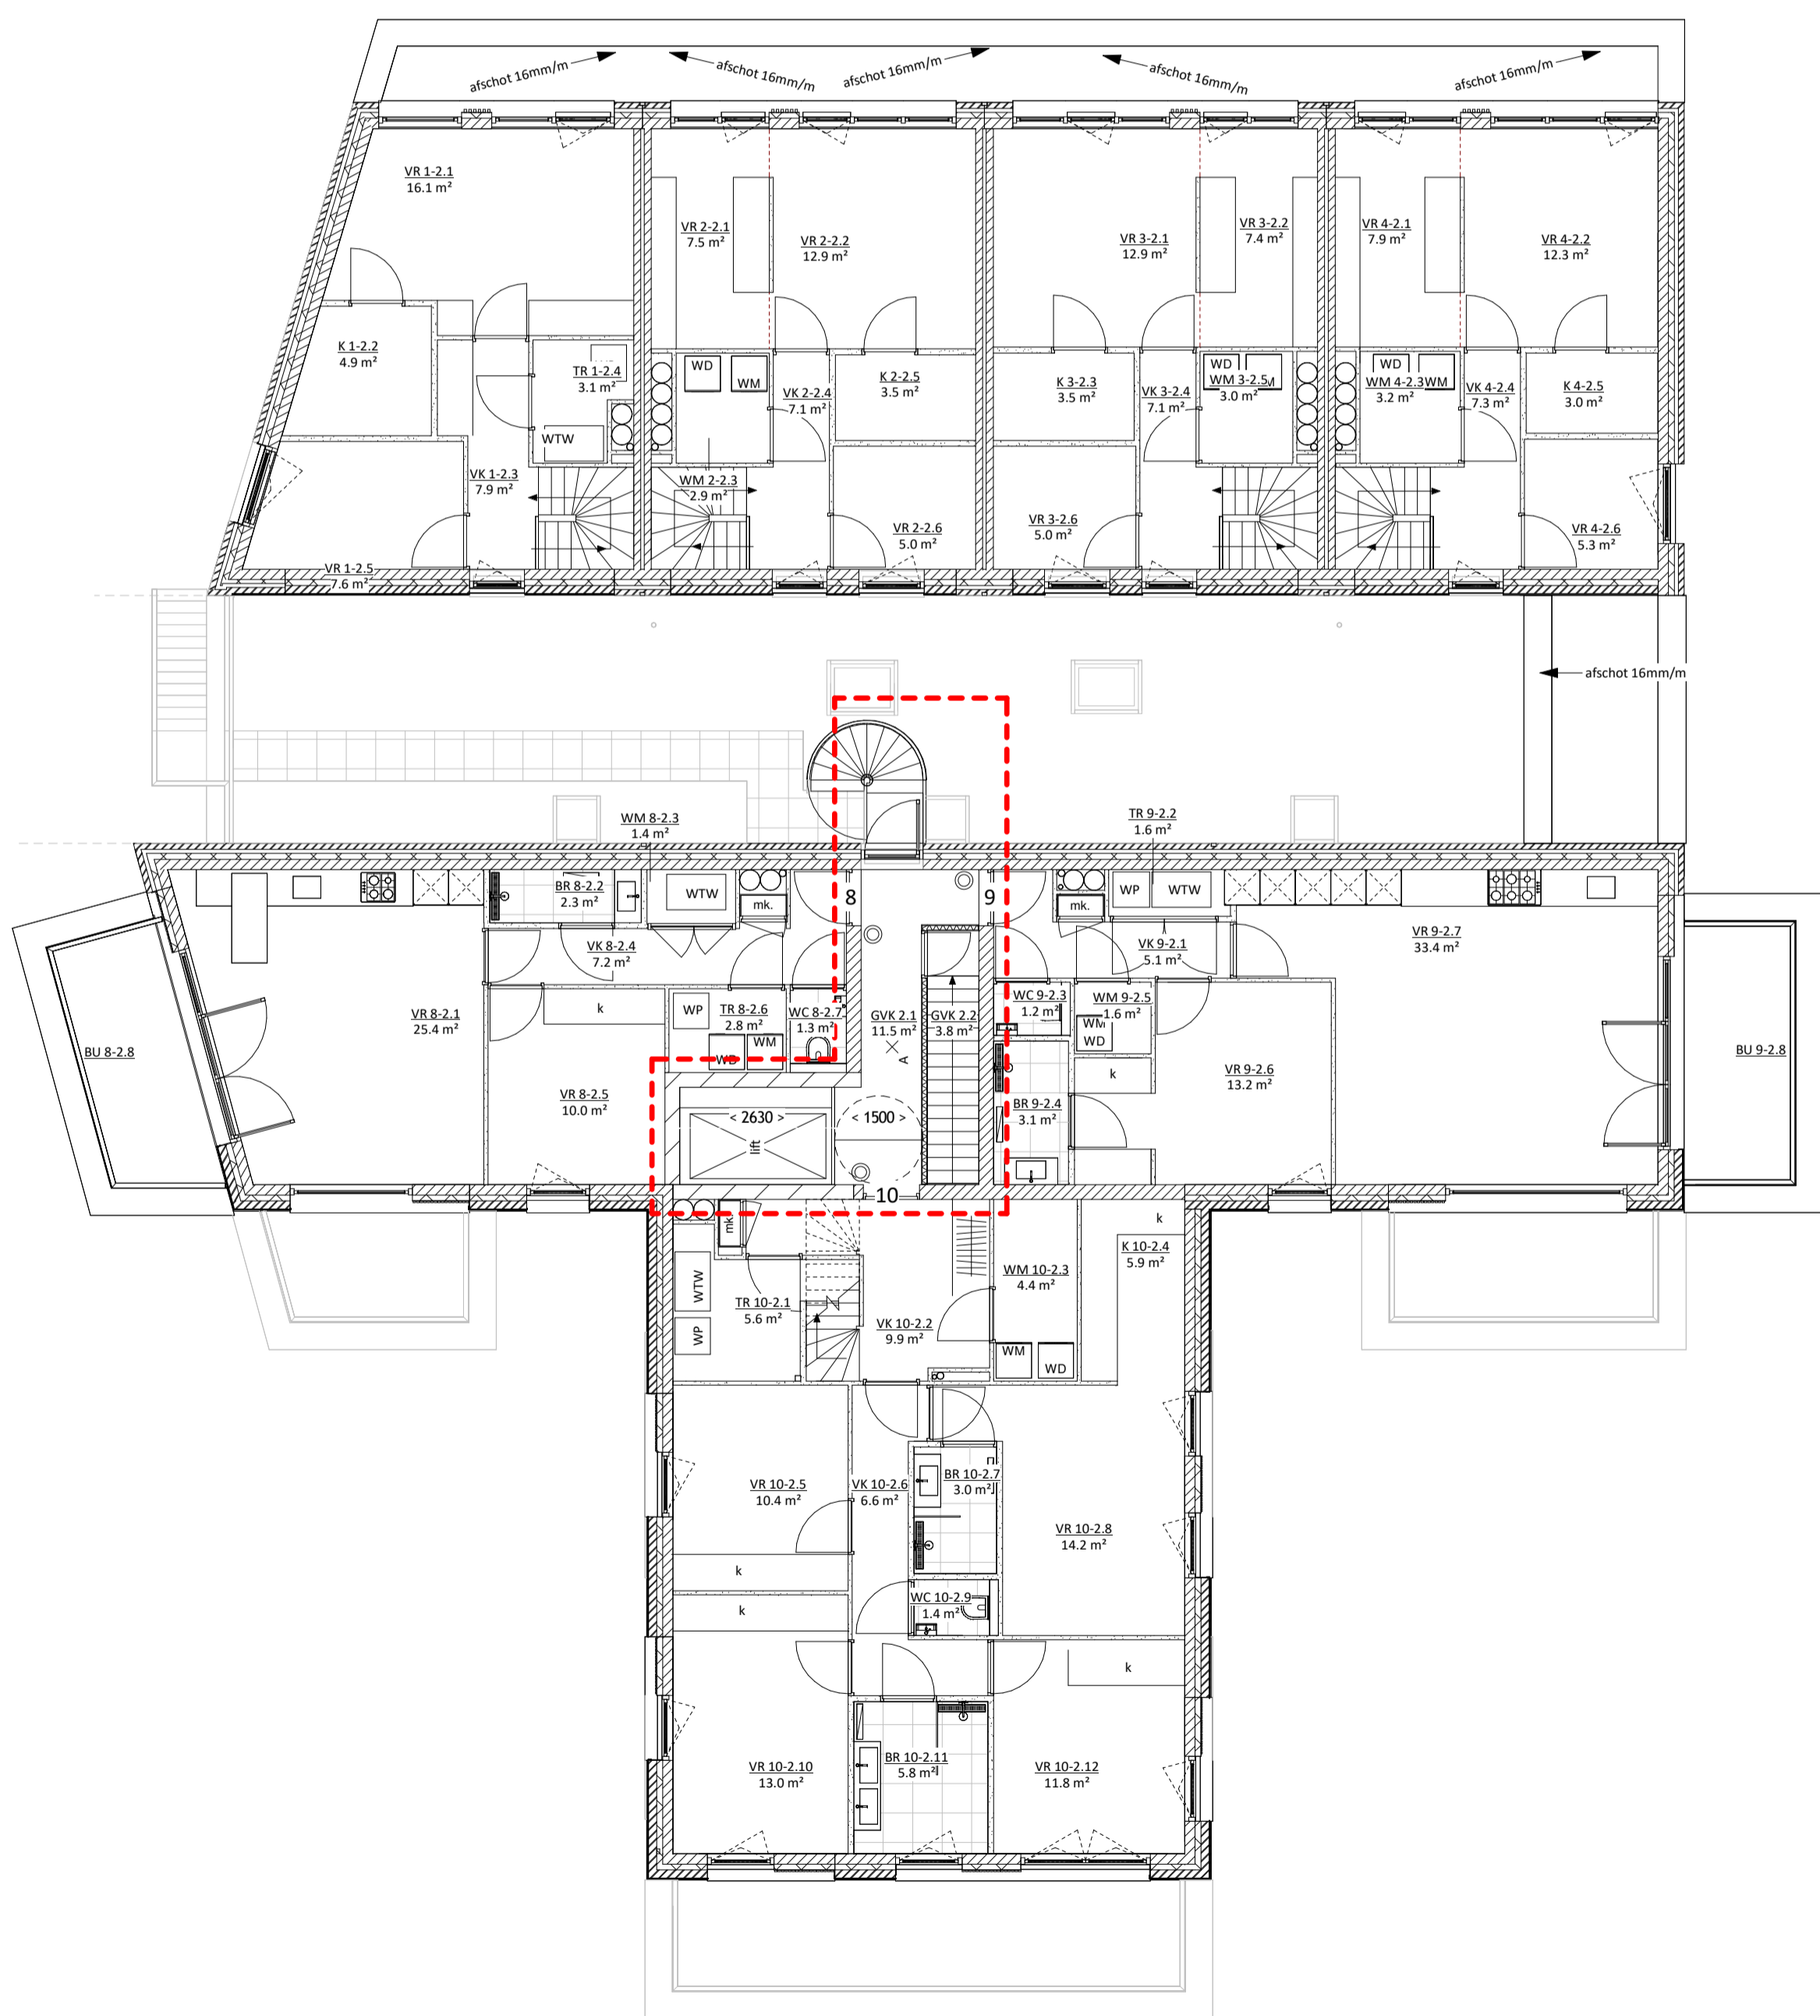 afschot 16mm/m
afschot 16mm/m
afschot 16mm/m
afschot 16mm/m
afschot 16mm/m
VR 1-2.1
16.1 m²
VR 2-2.1
7.5 m²
VR 2-2.2
12.9 m²
VR 3-2.1
12.9 m²
VR 3-2.2
7.4 m²
VR 4-2.1
7.9 m²
VR 4-2.2
12.3 m²
K 1-2.2
4.9 m²
TR 1-2.4
3.1 m²
WD
WM
VK 2-2.4
7.1 m²
K 2-2.5
3.5 m²
K 3-2.3
3.5 m²
VK 3-2.4
7.1 m²
WD
WM 3-2.5
3.0 m²
WD
WM 4-2.3
WM
3.2 m²
VK 4-2.4
7.3 m²
K 4-2.5
3.0 m²
WTW
VK 1-2.3
7.9 m²
WM 2-2.3
2.9 m²
VR 2-2.6
5.0 m²
VR 3-2.6
5.0 m²
VR 4-2.6
5.3 m²
VR 1-2.5
7.6 m²
afschot 16mm/m
WM 8-2.3
1.4 m²
TR 9-2.2
1.6 m²
BR 8-2.2
2.3 m²
WTW
mk.
8
9
mk.
WP
WTW
VK 8-2.4
7.2 m²
VK 9-2.1
5.1 m²
VR 9-2.7
33.4 m²
BU 8-2.8
VR 8-2.1
25.4 m²
k
WP
TR 8-2.6
2.8 m²
WD
WM
WC 8-2.7
1.3 m²
GVK 2.1
11.5 m²
A
GVK 2.2
3.8 m²
WC 9-2.3
1.2 m²
WM 9-2.5
1.6 m²
WM
WD
k
BU 9-2.8
VR 8-2.5
10.0 m²
VR 9-2.6
13.2 m²
BR 9-2.4
3.1 m²
< 2630 >
lift
< 1500 >
10
mk.
k
K 10-2.4
5.9 m²
WTW
WP
TR 10-2.1
5.6 m²
VK 10-2.2
9.9 m²
WM 10-2.3
4.4 m²
WM
WD
VR 10-2.5
10.4 m²
VK 10-2.6
6.6 m²
BR 10-2.7
3.0 m²
VR 10-2.8
14.2 m²
k
k
WC 10-2.9
1.4 m²
k
VR 10-2.10
13.0 m²
BR 10-2.11
5.8 m²
VR 10-2.12
11.8 m²